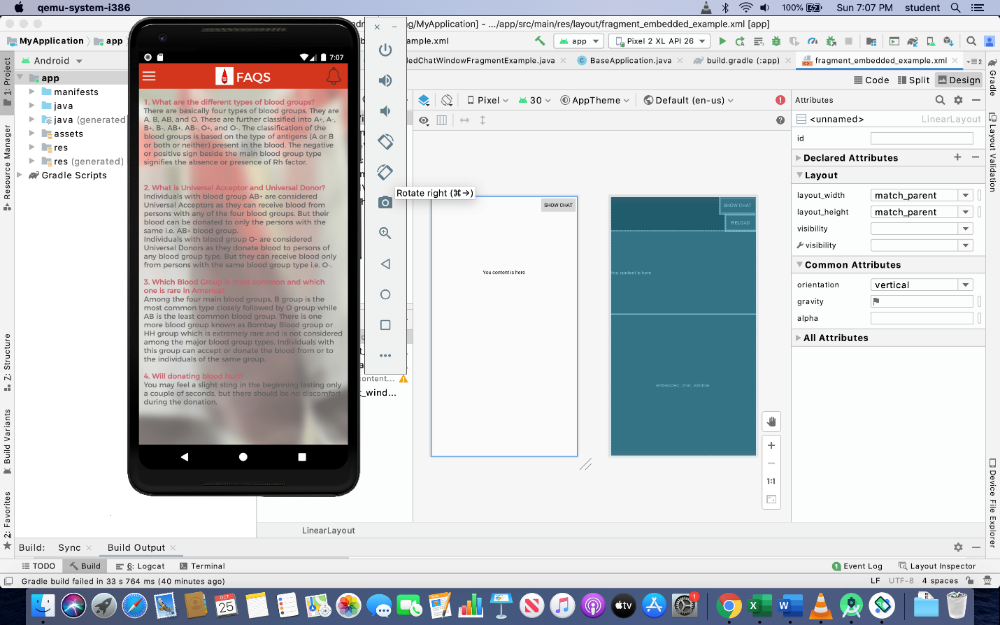 qemu-system-i386
100%
Sun 7:07 PM
student
g/MyApplication] – .../app/src/main/res/layout/fragment_embedded_example.xml [app]
MyApplication
app
ample.xml
app
Pixel 2 XL API 26
Android
edChatWindowFragmentExample.java
BaseApplication.java
build.gradle (:app)
fragment_embedded_example.xml
Code
Split
Design
app
manifests
java
java (generated)
assets
res
res (generated)
Gradle Scripts
1: Project
Resource Manager
Z: Structure
Build Variants
2: Favorites
7:07
FAQS
1. What are the different types of blood groups?
There are basically four types of blood groups. They are
A, B, AB, and O. These are further classified into A+, A-,
B+, B-, AB+, AB-, O+, and O-. The classification of the
blood groups is based on the type of antigens (A or B
or both or neither) present in the blood. The negative
or positive sign beside the main blood group type
signifies the absence or presence of Rh factor.
2. What is Universal Acceptor and Universal Donor?
Individuals with blood group AB+ are considered
Universal Acceptors as they can receive blood from
persons with any of the four blood groups. But their
blood can be donated to only the persons with the
same i.e. AB+ blood group.
Individuals with blood group O- are considered
Universal Donors as they donate blood to persons of
any blood group type. But they can receive blood only
from persons with the same blood group type i.e. O-.
3. Which Blood Group is most common and which
one is rare in America?
Among the four main blood groups, B group is the
most common type closely followed by O group while
AB is the least common blood group. There is one
more blood group known as Bombay Blood group or
HH group which is extremely rare and is not considered
among the major blood group types. Individuals with
this group can accept or donate the blood from or to
the individuals of the same group.
4. Will donating blood hurt?
You may feel a slight sting in the beginning lasting only
a couple of seconds, but there should be no discomfort
during the donation.
Rotate right (⌘→)
content...
t_wind...
Pixel
30
AppTheme
Default (en-us)
SHOW CHAT
You content is here
SHOW CHAT
RELOAD
You content is here
embedded_chat_window
1:1
LinearLayout
Attributes
<unnamed>
LinearLayout
id
Declared Attributes
Layout
layout_width
match_parent
layout_height
match_parent
visibility
visibility
Common Attributes
orientation
vertical
gravity
alpha
All Attributes
Gradle
Layout Validation
Device File Explorer
Build:
Sync
Build Output
TODO
Build
6: Logcat
Terminal
1 Event Log
Layout Inspector
Gradle build failed in 33 s 764 ms (40 minutes ago)
LF
UTF-8
4 spaces
OCT
25
tv
1